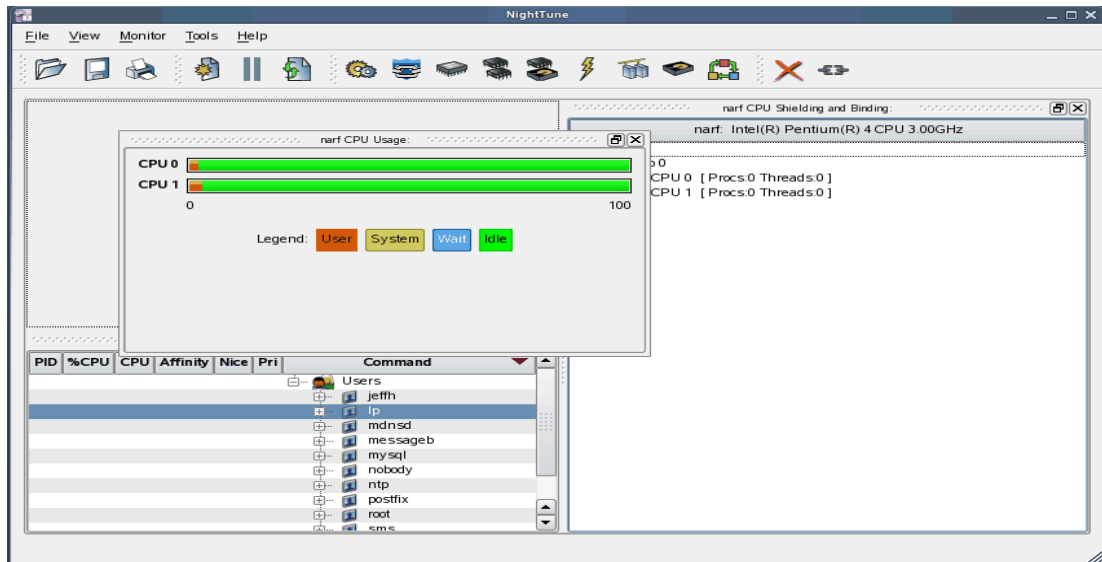 NightTune
File View Monitor Tools Help
narf CPU Shielding and Binding:
narf: Intel(R) Pentium(R) 4 CPU 3.00GHz
0
CPU 0 [ Procs:0 Threads:0 ]
CPU 1 [ Procs:0 Threads:0 ]
narf CPU Usage:
CPU 0
CPU 1
0 100
Legend: User System Wait Idle
PID %CPU CPU Affinity Nice Pri Command
Users
jeffh
lp
mdnsd
messageb
mysql
nobody
ntp
postfix
root
sms